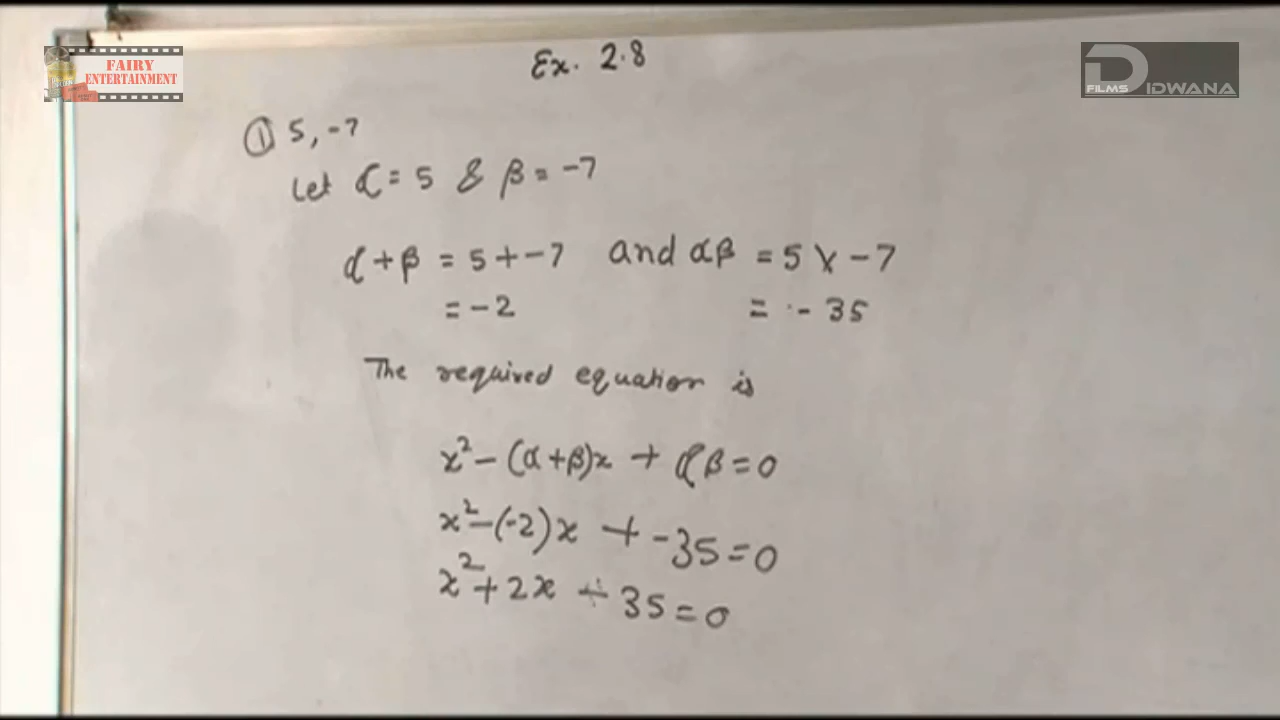 FAIRY
ENTERTAINMENT
D
FILMS IDWANA
Ex. 2.8
① 5, -7
Let α = 5 & β = -7
α + β = 5 + -7 and αβ = 5 x -7
= -2 = - 35
The required equation is
x² - (α + β)x + αβ = 0
x² - (-2)x + -35 = 0
x² + 2x - 35 = 0